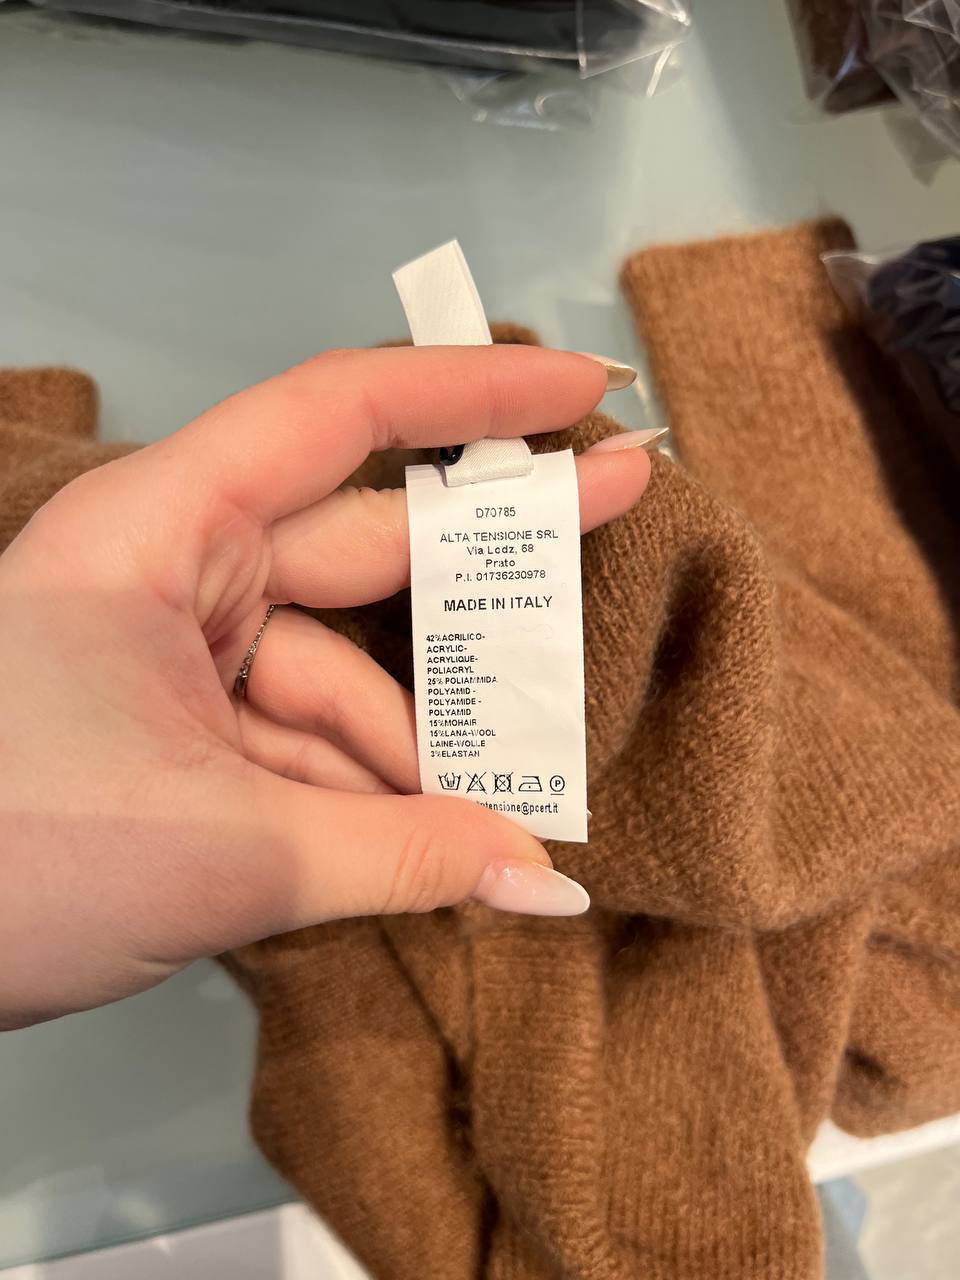 D70785
ALTA TENSIONE SRL
Via Lodz, 68
Prato
P.I. 01736230978
MADE IN ITALY
42%ACRILICO-
ACRYLIC-
ACRYLIQUE-
POLIACRYL
25% POLIAMMIDA
POLYAMID -
POLYAMIDE -
POLYAMID
15%MOHAIR
15%LANA-WOOL
LAINE-WOLLE
3%ELASTAN
P
ntensione@pcert.it